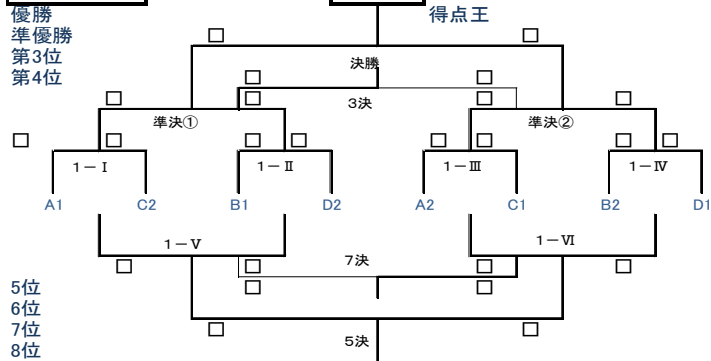 優勝
得点王
準優勝
第3位
決勝
第4位
3決
準決①
準決②
1－Ⅰ
1－Ⅱ
1－Ⅲ
1－Ⅳ
A1
C2
B1
D2
A2
C1
B2
D1
1－Ⅴ
1－Ⅵ
7決
5位
6位
7位
5決
8位